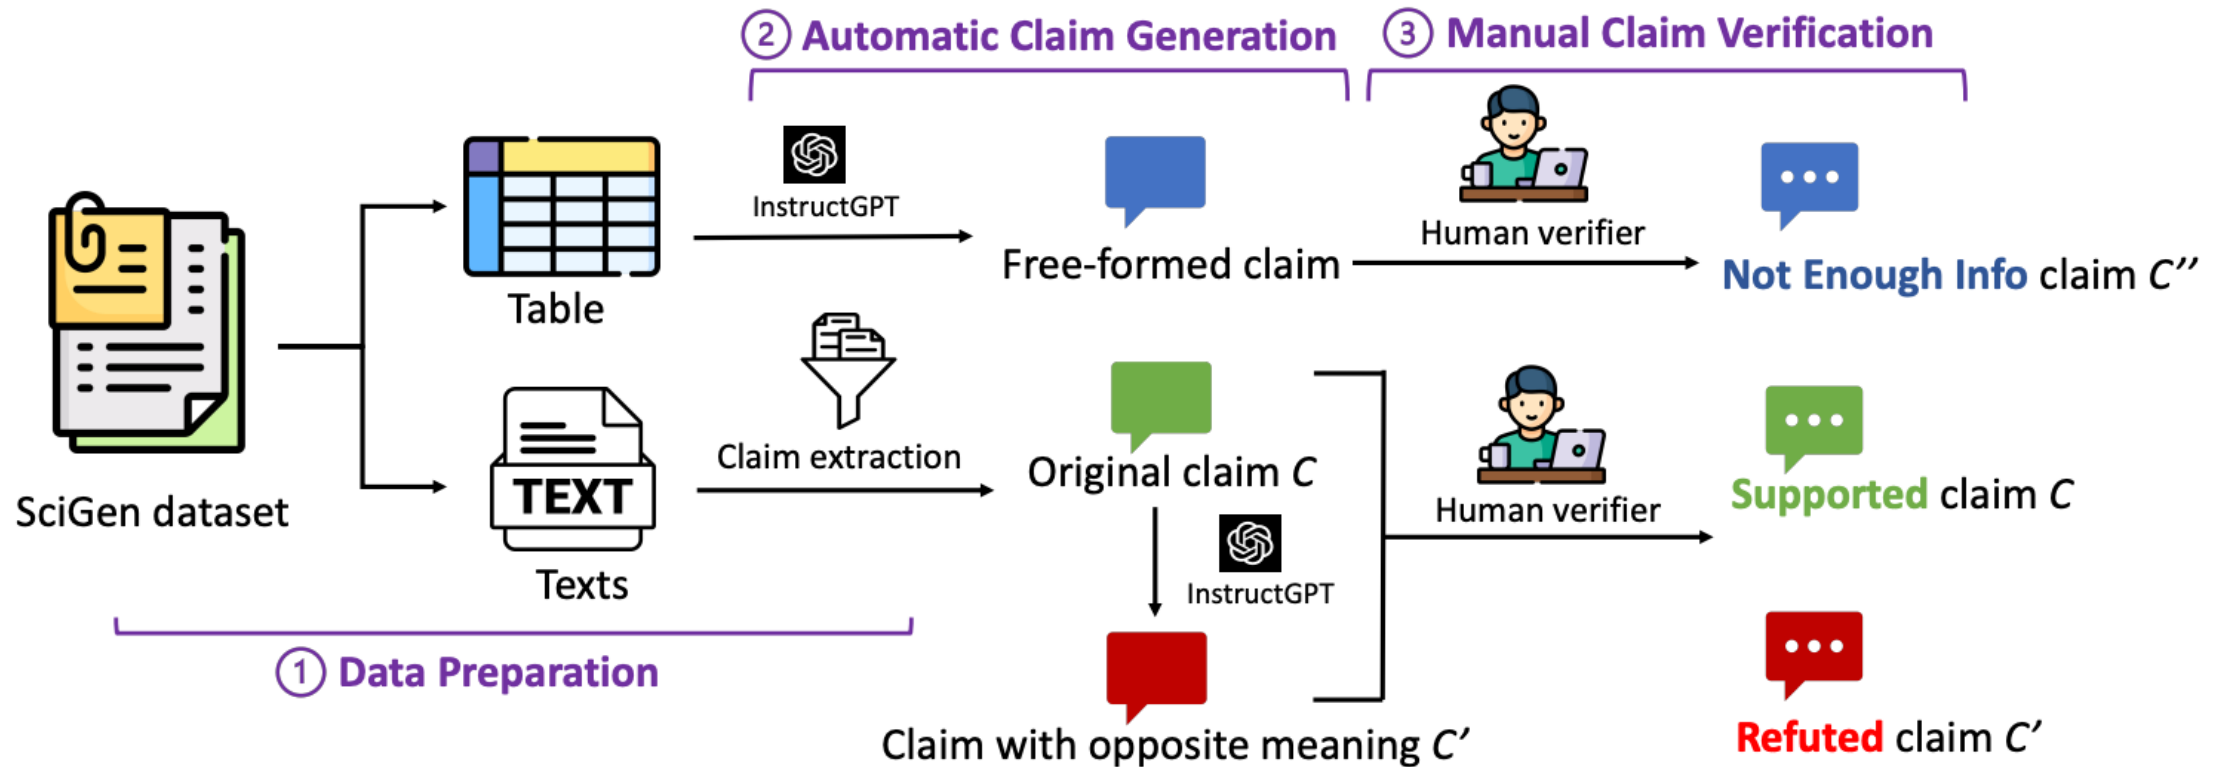 ② Automatic Claim Generation
③ Manual Claim Verification
InstructGPT
Table
Free-formed claim
Human verifier
Not Enough Info claim C’’
SciGen dataset
TEXT
Texts
Claim extraction
Original claim C
InstructGPT
Human verifier
Supported claim C
① Data Preparation
Claim with opposite meaning C’
Refuted claim C’